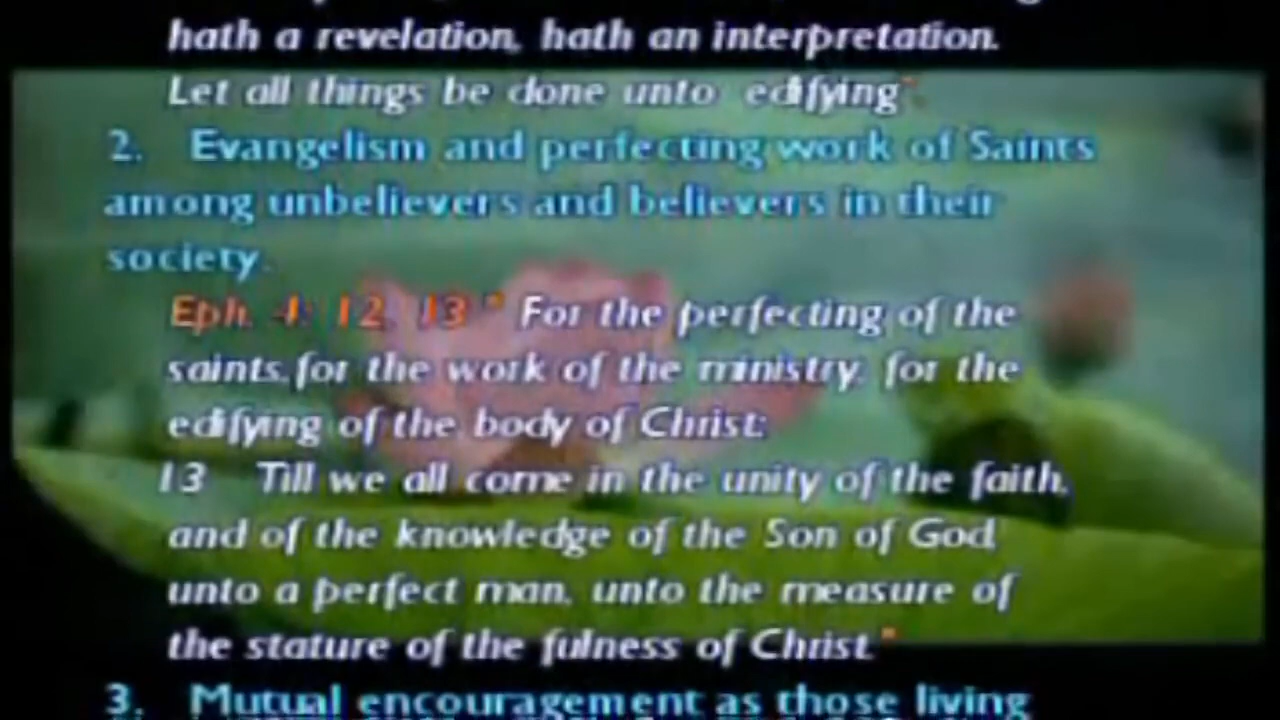 hath a revelation, hath an interpretation.
Let all things be done unto edifying".
2. Evangelism and perfecting work of Saints
among unbelievers and believers in their
society.
Eph. 4: 12, 13 " For the perfecting of the
saints, for the work of the ministry, for the
edifying of the body of Christ:
13 Till we all come in the unity of the faith,
and of the knowledge of the Son of God,
unto a perfect man, unto the measure of
the stature of the fulness of Christ."
3. Mutual encouragement as those living